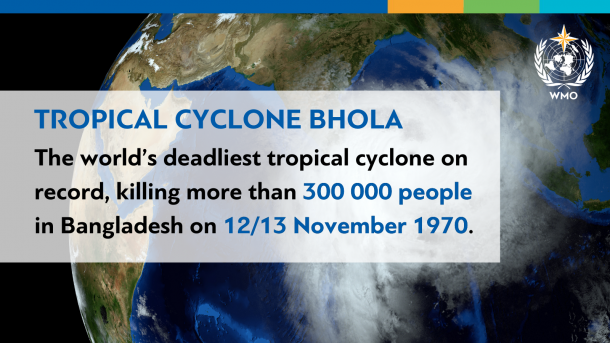 WMO
TROPICAL CYCLONE BHOLA
The world's deadliest tropical cyclone on
record, killing more than 300 000 people
in Bangladesh on 12/13 November 1970.